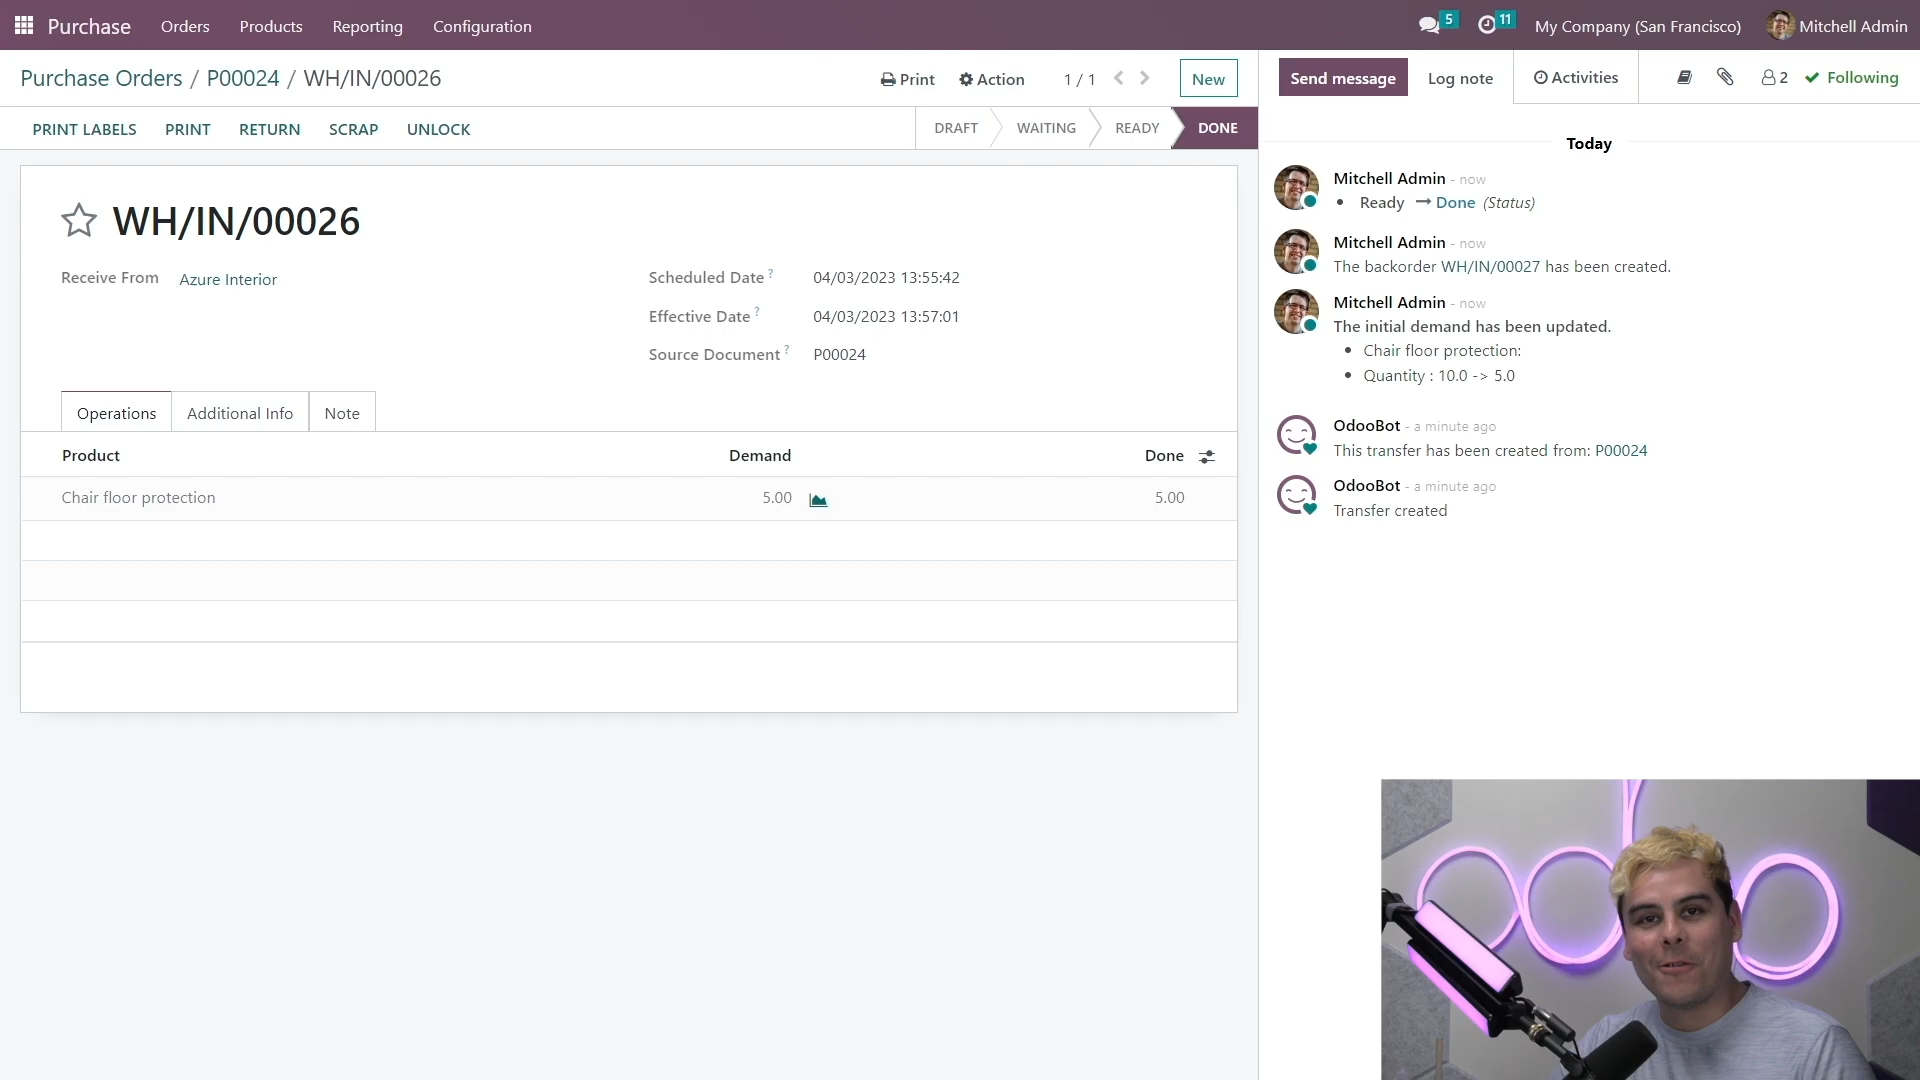 Purchase Orders Products Reporting Configuration 5 11 My Company (San Francisco) Mitchell Admin
Purchase Orders / P00024 / WH/IN/00026 Print Action 1 / 1 New
PRINT LABELS PRINT RETURN SCRAP UNLOCK DRAFT WAITING READY DONE
WH/IN/00026
Receive From Azure Interior
Scheduled Date ? 04/03/2023 13:55:42
Effective Date ? 04/03/2023 13:57:01
Source Document ? P00024
Operations Additional Info Note
Product Demand Done
Chair floor protection 5.00 5.00
Send message Log note Activities 2 Following
Today
Mitchell Admin - now
• Ready → Done (Status)
Mitchell Admin - now
The backorder WH/IN/00027 has been created.
Mitchell Admin - now
The initial demand has been updated.
• Chair floor protection:
• Quantity : 10.0 -> 5.0
OdooBot - a minute ago
This transfer has been created from: P00024
OdooBot - a minute ago
Transfer created
odoo